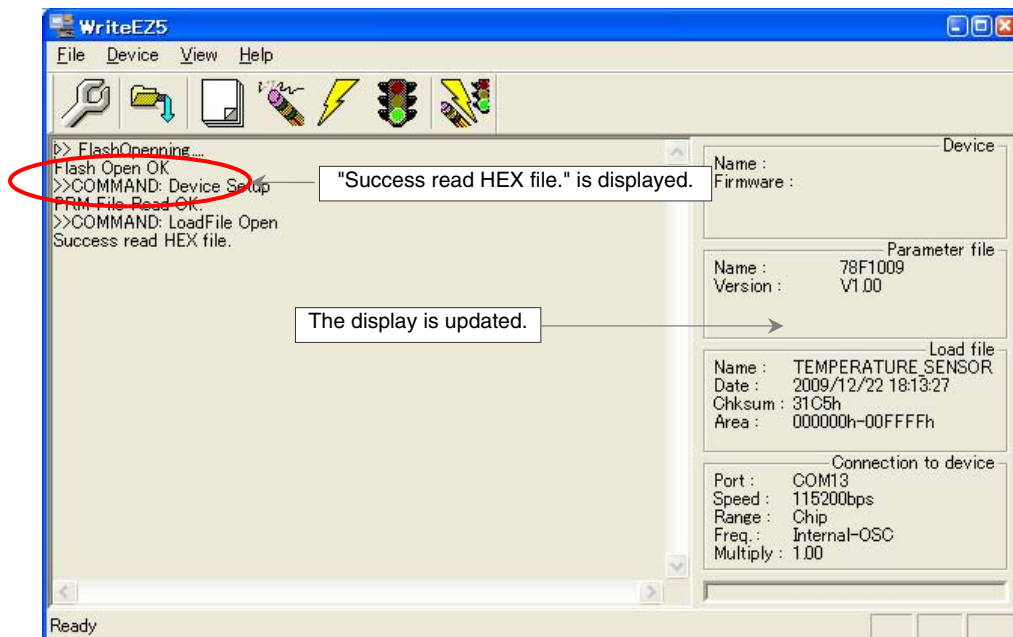 WriteEZ5
File Device View Help
>> FlashOpenning....
Flash Open OK
>>COMMAND: Device Setup
PRM File Read OK.
>>COMMAND: LoadFile Open
Success read HEX file.
"Success read HEX file." is displayed.
The display is updated.
Device
Name :
Firmware :
Parameter file
Name : 78F1009
Version : V1.00
Load file
Name : TEMPERATURE_SENSOR
Date : 2009/12/22 18:13:27
Chksum : 31C5h
Area : 000000h-00FFFFh
Connection to device
Port : COM13
Speed : 115200bps
Range : Chip
Freq. : Internal-OSC
Multiply : 1.00
Ready